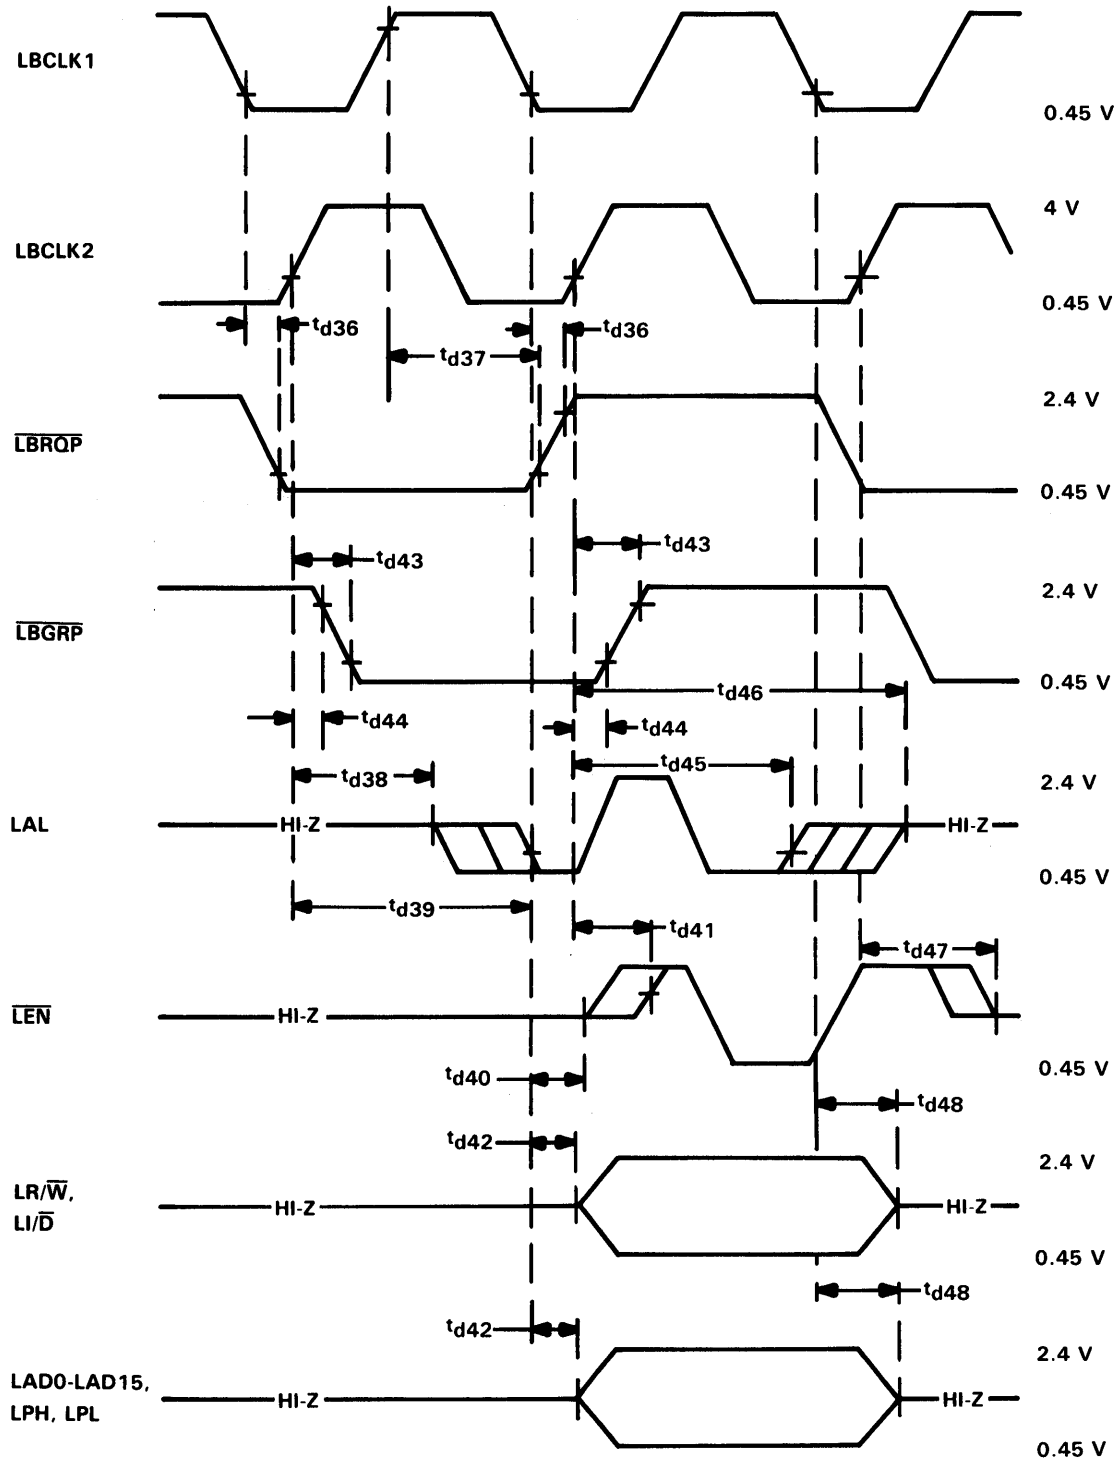 LBCLK1
0.45 V
4 V
LBCLK2
0.45 V
td36
td36
td37
2.4 V
LBRQP
0.45 V
td43
td43
2.4 V
LBGRP
0.45 V
td46
td44
td44
td45
td38
2.4 V
LAL
HI-Z
HI-Z
0.45 V
td39
td41
td47
LEN
HI-Z
0.45 V
td40
td48
td42
2.4 V
LR/W̅,
LI/D̅
HI-Z
HI-Z
0.45 V
td48
td42
2.4 V
LAD0-LAD15,
LPH, LPL
HI-Z
HI-Z
0.45 V